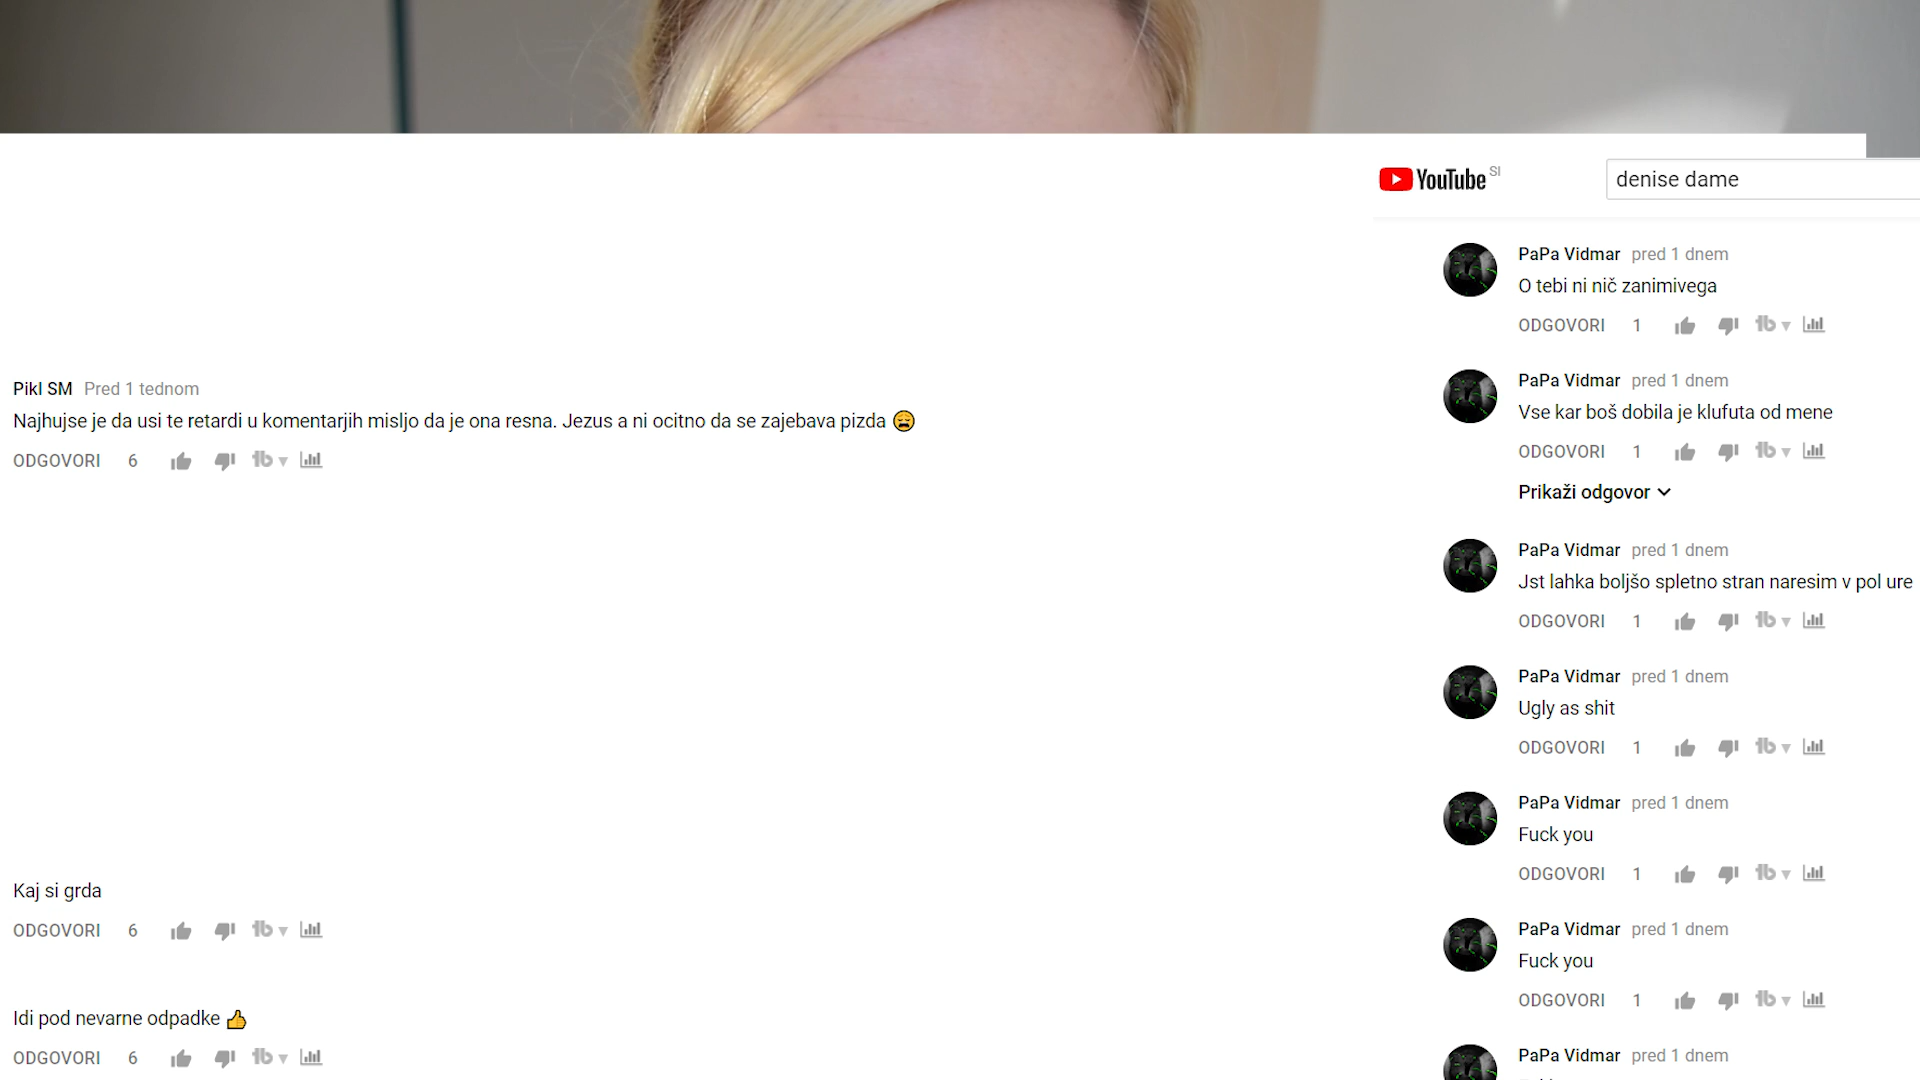 YouTube SI
denise dame
Pikl SM Pred 1 tednom
Najhujse je da usi te retardi u komentarjih misljo da je ona resna. Jezus a ni ocitno da se zajebava pizda 😩
ODGOVORI 6
Kaj si grda
ODGOVORI 6
Idi pod nevarne odpadke 👍
ODGOVORI 6
PaPa Vidmar pred 1 dnem
O tebi ni nič zanimivega
ODGOVORI 1
PaPa Vidmar pred 1 dnem
Vse kar boš dobila je klufuta od mene
ODGOVORI 1
Prikaži odgovor
PaPa Vidmar pred 1 dnem
Jst lahka boljšo spletno stran naresim v pol ure
ODGOVORI 1
PaPa Vidmar pred 1 dnem
Ugly as shit
ODGOVORI 1
PaPa Vidmar pred 1 dnem
Fuck you
ODGOVORI 1
PaPa Vidmar pred 1 dnem
Fuck you
ODGOVORI 1
PaPa Vidmar pred 1 dnem